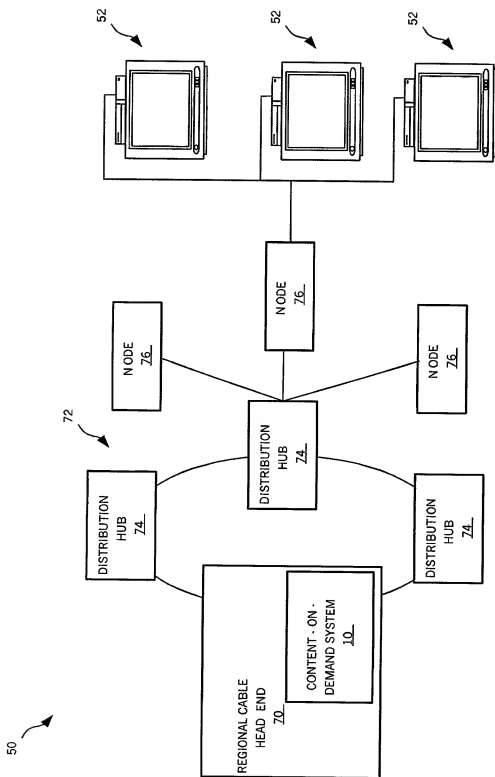 50
REGIONAL CABLE
HEAD END
70
CONTENT - ON -
DEMAND SYSTEM
10
72
DISTRIBUTION
HUB
74
DISTRIBUTION
HUB
74
DISTRIBUTION
HUB
74
NODE
76
NODE
76
NODE
76
52
52
52